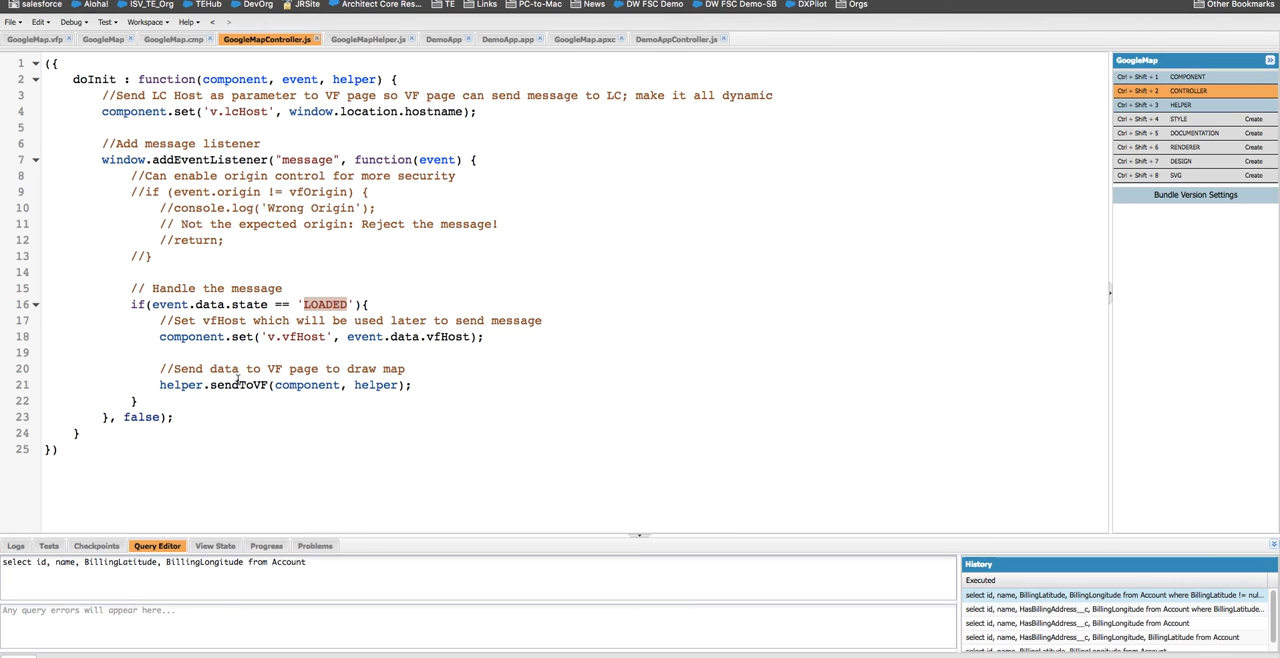 salesforce ISV_TE_Org Aloha! TEHub DevOrg JRSite Architect Core Res... TE Links PC-to-Mac News DW FSC Demo DW FSC Demo-SB DXPilot Orgs Other Bookmarks
File Edit Debug Test Workspace Help < >
GoogleMap.vfp GoogleMap GoogleMap.cmp GoogleMapController.js GoogleMapHelper.js DemoApp DemoApp.app GoogleMap.apxc DemoAppController.js
1 ({
2 doInit : function(component, event, helper) {
3 //Send LC Host as parameter to VF page so VF page can send message to LC; make it all dynamic
4 component.set('v.lcHost', window.location.hostname);
5
6 //Add message listener
7 window.addEventListener("message", function(event) {
8 //Can enable origin control for more security
9 //if (event.origin != vfOrigin) {
10 //console.log('Wrong Origin');
11 // Not the expected origin: Reject the message!
12 //return;
13 //}
14
15 // Handle the message
16 if(event.data.state == 'LOADED'){
17 //Set vfHost which will be used later to send message
18 component.set('v.vfHost', event.data.vfHost);
19
20 //Send data to VF page to draw map
21 helper.sendToVF(component, helper);
22 }
23 }, false);
24 }
25 })
GoogleMap
Ctrl + Shift + 1 COMPONENT
Ctrl + Shift + 2 CONTROLLER
Ctrl + Shift + 3 HELPER
Ctrl + Shift + 4 STYLE Create
Ctrl + Shift + 5 DOCUMENTATION Create
Ctrl + Shift + 6 RENDERER Create
Ctrl + Shift + 7 DESIGN Create
Ctrl + Shift + 8 SVG Create
Bundle Version Settings
Logs Tests Checkpoints Query Editor View State Progress Problems
select id, name, BillingLatitude, BillingLongitude from Account
Any query errors will appear here...
History
Executed
select id, name, BillingLatitude, BillingLongitude from Account where BillingLatitude != nul...
select id, name, HasBillingAddress__c, BillingLongitude from Account where BillingLatitude...
select id, name, HasBillingAddress__c, BillingLongitude from Account
select id, name, HasBillingAddress__c, BillingLongitude, BillingLatitude from Account
select id, name, BillingLongitude, BillingLatitude from Account